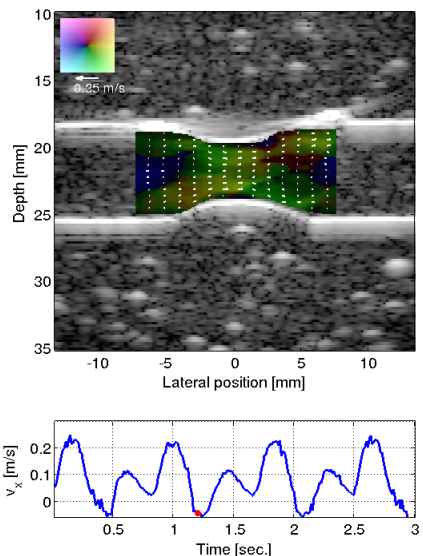 10
0.35 m/s
15
20
25
30
35
Depth [mm]
-10 -5 0 5 10
Lateral position [mm]
0.2
0.1
0
v_x [m/s]
0.5 1 1.5 2 2.5 3
Time [sec.]